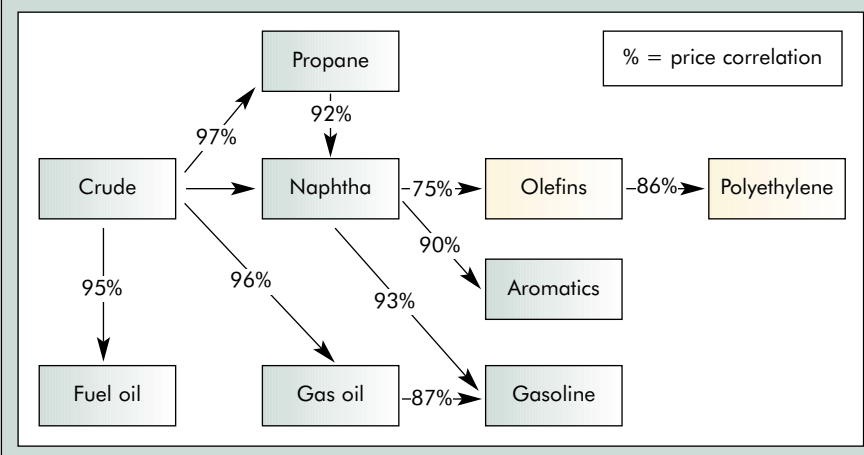 Propane
% = price correlation
92%
97%
Crude
Naphtha
75%
Olefins
86%
Polyethylene
90%
95%
96%
93%
Aromatics
Fuel oil
Gas oil
87%
Gasoline